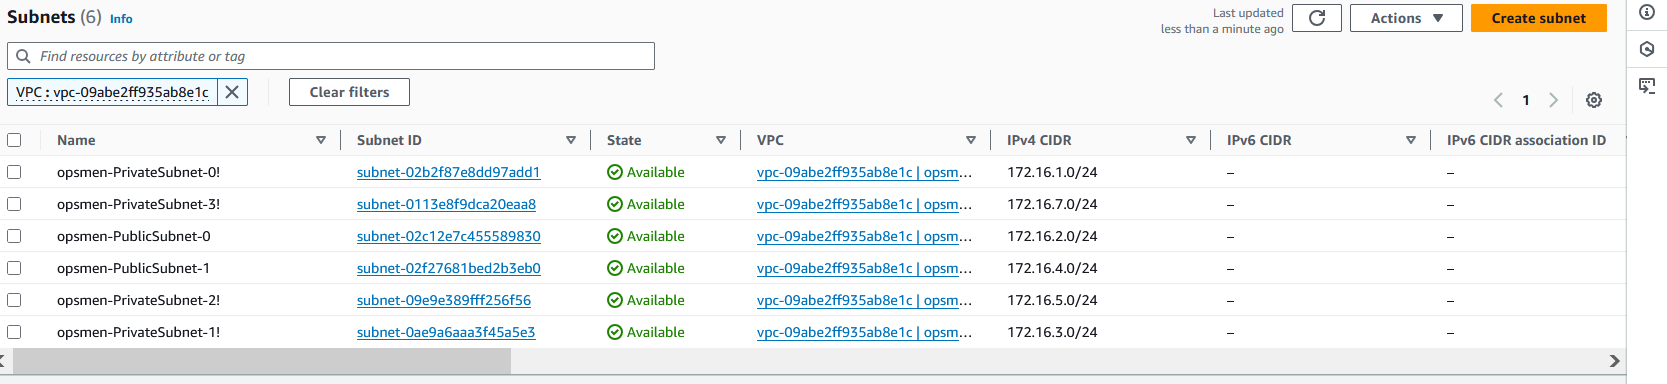 Subnets (6) Info
Last updated
less than a minute ago
Actions
Create subnet
Find resources by attribute or tag
VPC : vpc-09abe2ff935ab8e1c
Clear filters
1
Name Subnet ID State VPC IPv4 CIDR IPv6 CIDR IPv6 CIDR association ID
opsmen-PrivateSubnet-0! subnet-02b2f87e8dd97add1 Available vpc-09abe2ff935ab8e1c | opsm… 172.16.1.0/24 – –
opsmen-PrivateSubnet-3! subnet-0113e8f9dca20eaa8 Available vpc-09abe2ff935ab8e1c | opsm… 172.16.7.0/24 – –
opsmen-PublicSubnet-0 subnet-02c12e7c455589830 Available vpc-09abe2ff935ab8e1c | opsm… 172.16.2.0/24 – –
opsmen-PublicSubnet-1 subnet-02f27681bed2b3eb0 Available vpc-09abe2ff935ab8e1c | opsm… 172.16.4.0/24 – –
opsmen-PrivateSubnet-2! subnet-09e9e389fff256f56 Available vpc-09abe2ff935ab8e1c | opsm… 172.16.5.0/24 – –
opsmen-PrivateSubnet-1! subnet-0ae9a6aaa3f45a5e3 Available vpc-09abe2ff935ab8e1c | opsm… 172.16.3.0/24 – –